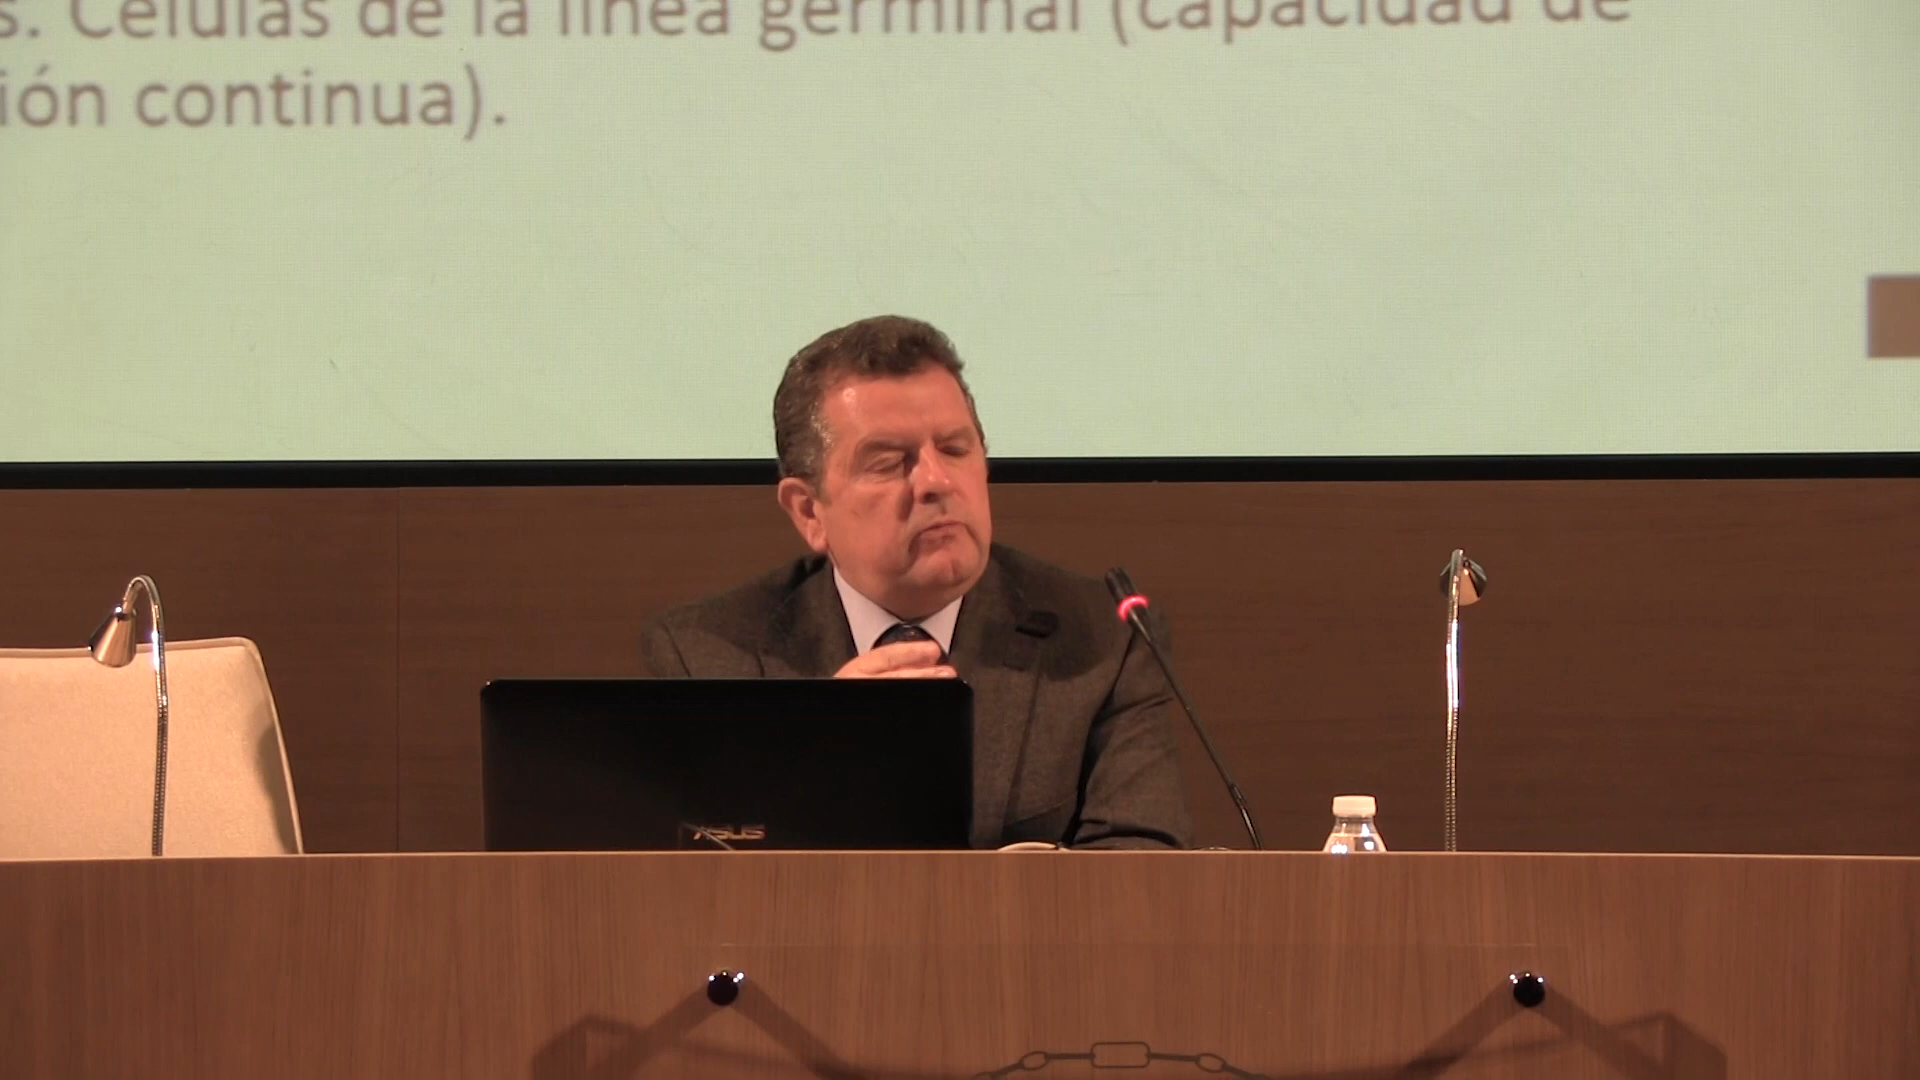 s. Células de la línea germinal (capacidad de
ión continua).
ASUS